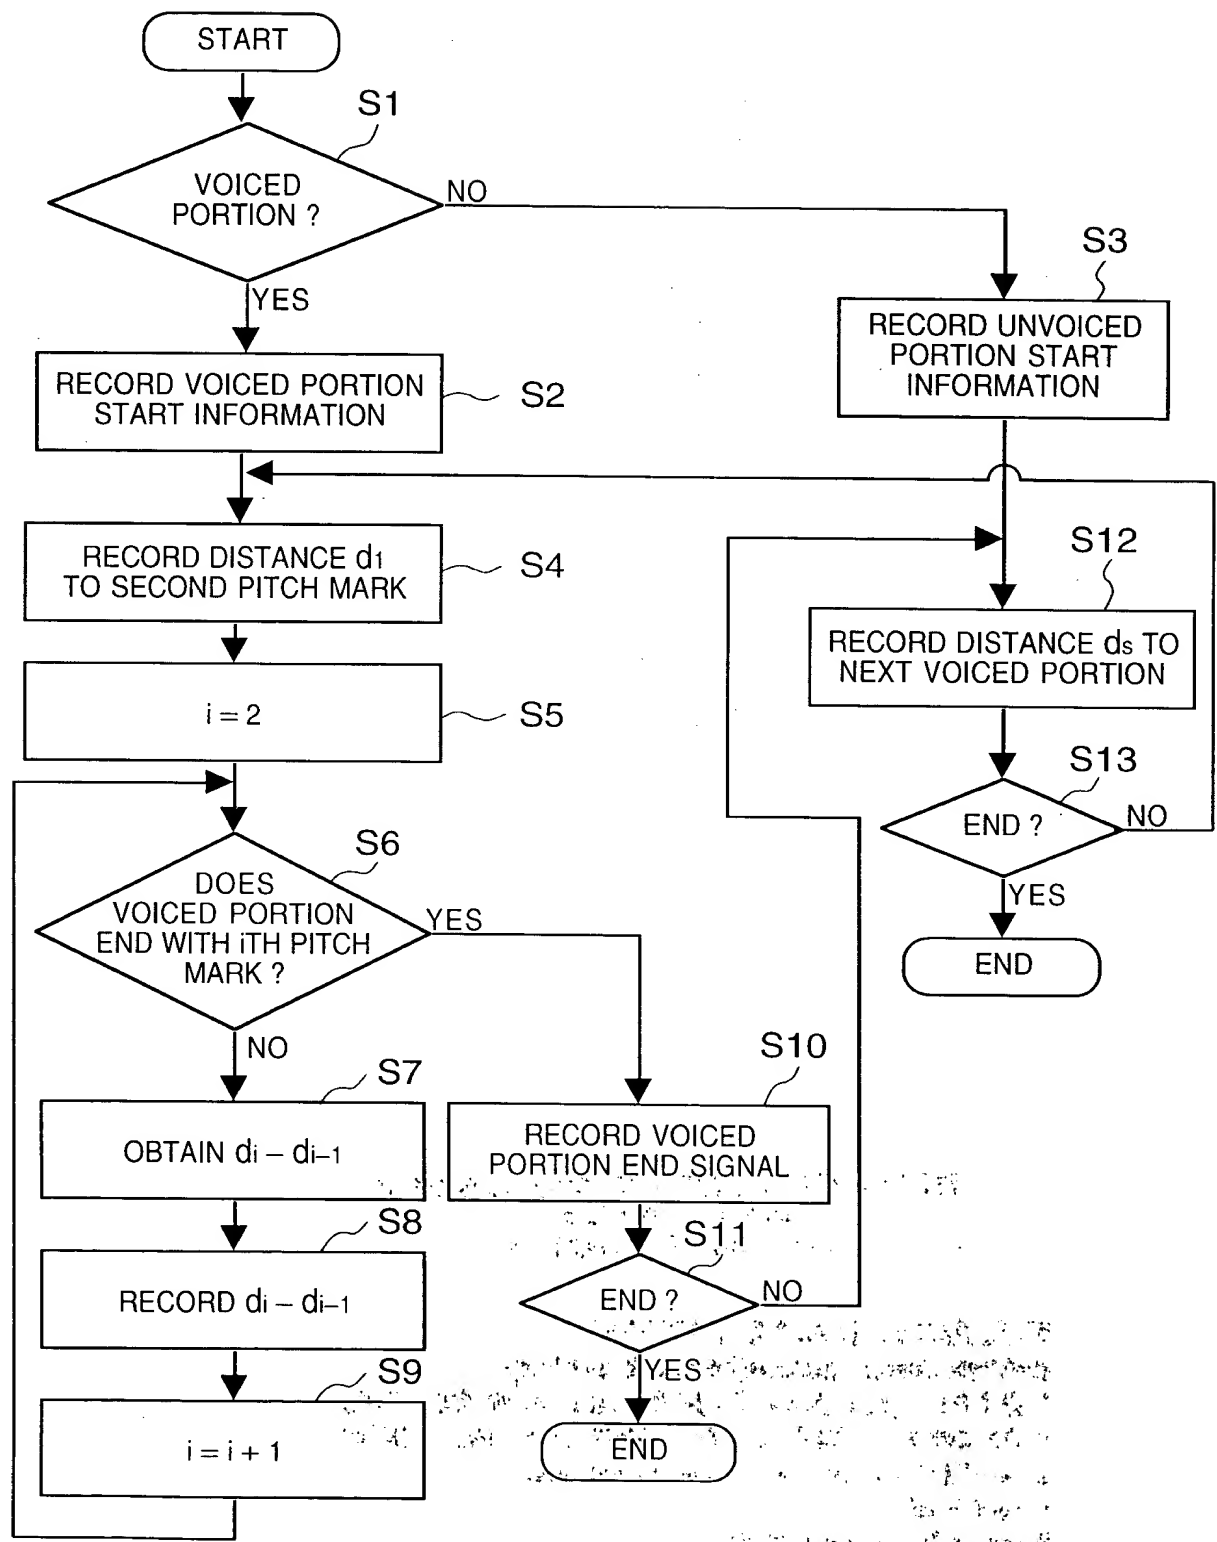 START
S1
VOICED
PORTION ?
NO
YES
S3
RECORD UNVOICED
PORTION START
INFORMATION
RECORD VOICED PORTION
START INFORMATION
S2
RECORD DISTANCE d1
TO SECOND PITCH MARK
S4
S12
RECORD DISTANCE ds TO
NEXT VOICED PORTION
i = 2
S5
S13
END ?
NO
YES
END
S6
DOES
VOICED PORTION
END WITH iTH PITCH
MARK ?
YES
NO
S7
OBTAIN di – di–1
S10
RECORD VOICED
PORTION END SIGNAL
S8
RECORD di – di–1
S11
END ?
NO
YES
END
S9
i = i + 1